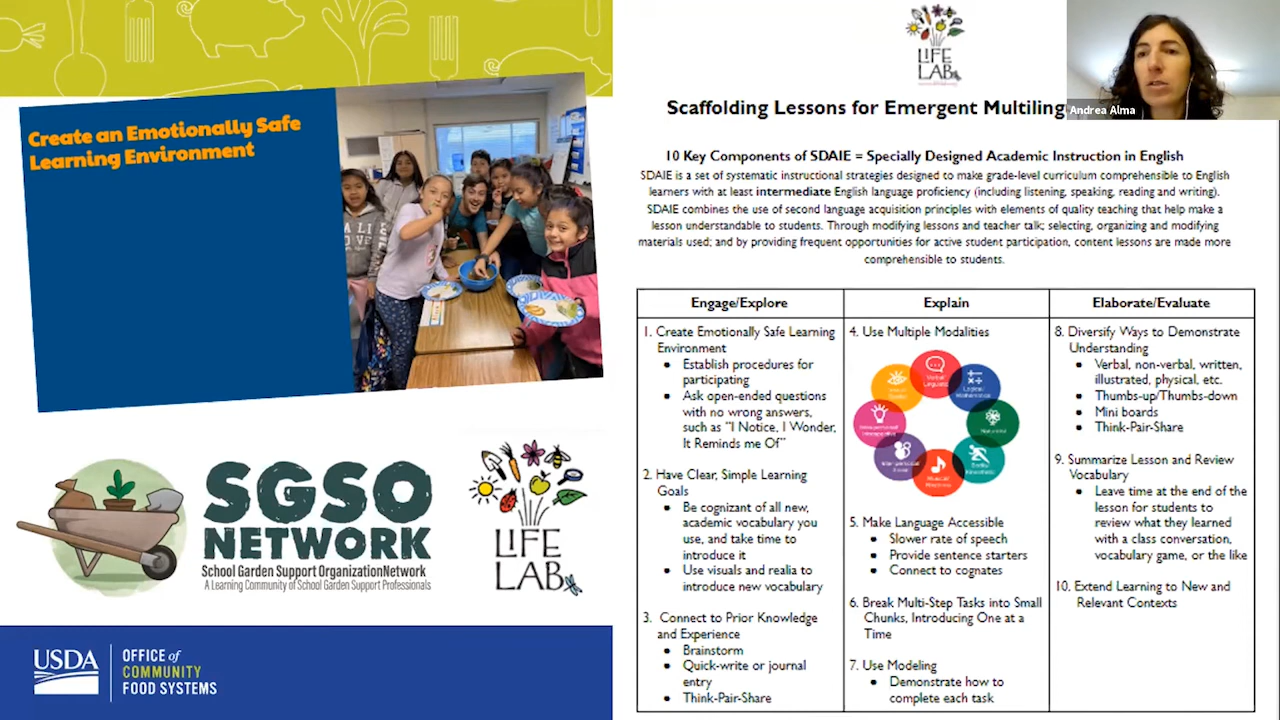 Create an Emotionally Safe
Learning Environment
SGSO
NETWORK
School Garden Support OrganizationNetwork
A Learning Community of School Garden Support Professionals
LIFE
LAB
USDA
OFFICE of
COMMUNITY
FOOD SYSTEMS
LIFE
LAB
Andrea Alma
Scaffolding Lessons for Emergent Multiling
10 Key Components of SDAIE = Specially Designed Academic Instruction in English
SDAIE is a set of systematic instructional strategies designed to make grade-level curriculum comprehensible to English
learners with at least intermediate English language proficiency (including listening, speaking, reading and writing).
SDAIE combines the use of second language acquisition principles with elements of quality teaching that help make a
lesson understandable to students. Through modifying lessons and teacher talk; selecting, organizing and modifying
materials used; and by providing frequent opportunities for active student participation, content lessons are made more
comprehensible to students.
Engage/Explore
1. Create Emotionally Safe Learning
Environment
• Establish procedures for
participating
• Ask open-ended questions
with no wrong answers,
such as "I Notice, I Wonder,
It Reminds me Of"
2. Have Clear, Simple Learning
Goals
• Be cognizant of all new,
academic vocabulary you
use, and take time to
introduce it
• Use visuals and realia to
introduce new vocabulary
3. Connect to Prior Knowledge
and Experience
• Brainstorm
• Quick-write or journal
entry
• Think-Pair-Share
Explain
4. Use Multiple Modalities
5. Make Language Accessible
• Slower rate of speech
• Provide sentence starters
• Connect to cognates
6. Break Multi-Step Tasks into Small
Chunks, Introducing One at a
Time
7. Use Modeling
• Demonstrate how to
complete each task
Elaborate/Evaluate
8. Diversify Ways to Demonstrate
Understanding
• Verbal, non-verbal, written,
illustrated, physical, etc.
• Thumbs-up/Thumbs-down
• Mini boards
• Think-Pair-Share
9. Summarize Lesson and Review
Vocabulary
• Leave time at the end of the
lesson for students to
review what they learned
with a class conversation,
vocabulary game, or the like
10. Extend Learning to New and
Relevant Contexts